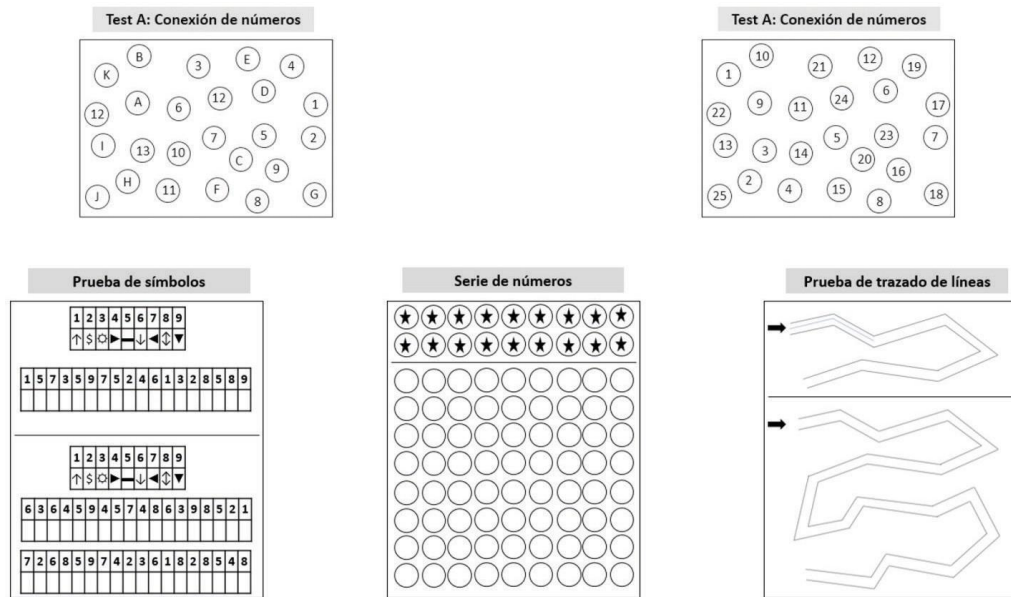 Test A: Conexión de números
B E
K 3 4
A 12 D 1
12 6
I 13 10 7 5 2
C 9
H 11 F G
J 8
Test A: Conexión de números
10 12
1 21 19
9 24 6 17
22 11
13 3 14 5 23 7
20 16
2 4 15 18
25 8
Prueba de símbolos
1 2 3 4 5 6 7 8 9
↑ $ ☼ ► ▬ ↓ ◄ ↕ ▼
1 5 7 3 5 9 7 5 2 4 6 1 3 2 8 5 8 9
1 2 3 4 5 6 7 8 9
↑ $ ☼ ► ▬ ↓ ◄ ↕ ▼
6 3 6 4 5 9 4 5 7 4 8 6 3 9 8 5 2 1
7 2 6 8 5 9 7 4 2 3 6 1 8 2 8 5 4 8
Serie de números
Prueba de trazado de líneas